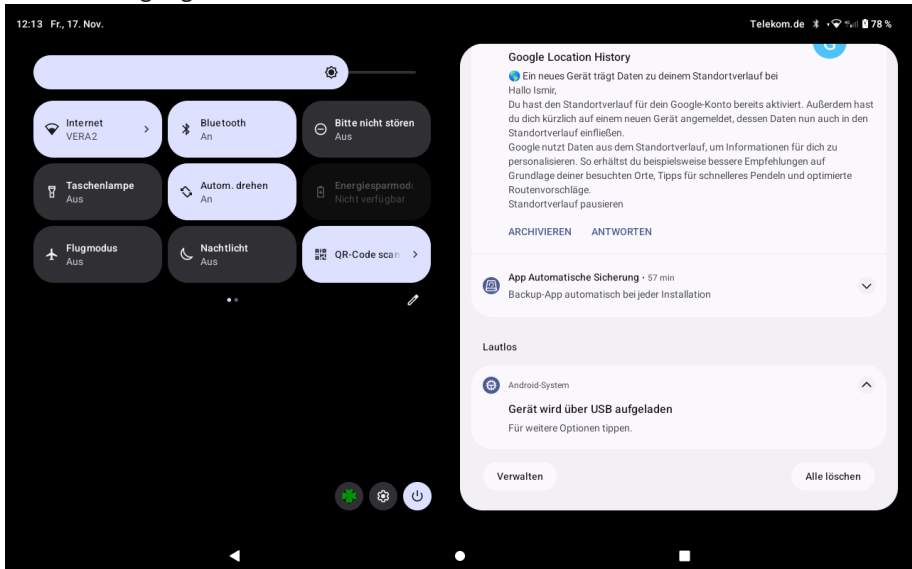 12:13 Fr., 17. Nov.
Telekom.de 78 %
Internet
VERA2
Bluetooth
An
Bitte nicht stören
Aus
Taschenlampe
Aus
Autom. drehen
An
Energiesparmod
Nicht verfügbar
Flugmodus
Aus
Nachtlicht
Aus
QR-Code scan
G
Google Location History
🌎 Ein neues Gerät trägt Daten zu deinem Standortverlauf bei
Hallo Ismir,
Du hast den Standortverlauf für dein Google-Konto bereits aktiviert. Außerdem hast
du dich kürzlich auf einem neuen Gerät angemeldet, dessen Daten nun auch in den
Standortverlauf einfließen.
Google nutzt Daten aus dem Standortverlauf, um Informationen für dich zu
personalisieren. So erhältst du beispielsweise bessere Empfehlungen auf
Grundlage deiner besuchten Orte, Tipps für schnelleres Pendeln und optimierte
Routenvorschläge.
Standortverlauf pausieren
ARCHIVIEREN ANTWORTEN
App Automatische Sicherung • 57 min
Backup-App automatisch bei jeder Installation
Lautlos
Android-System
Gerät wird über USB aufgeladen
Für weitere Optionen tippen.
Verwalten
Alle löschen